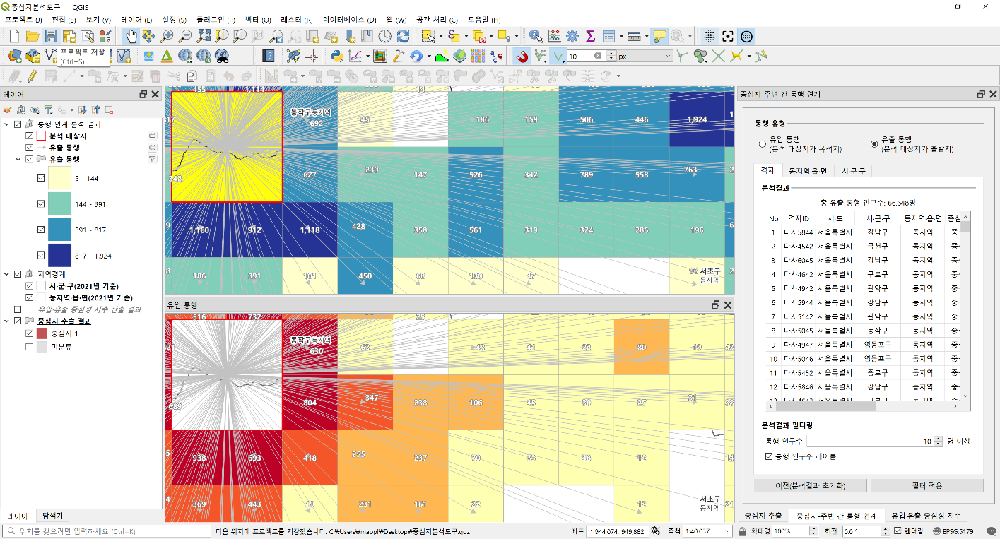 중심지분석도구 — QGIS
프로젝트 (J) 편집 (E) 보기 (V) 레이어 (L) 설정 (S) 플러그인 (P) 벡터 (O) 래스터 (R) 데이터베이스 (D) 웹 (W) 공간 처리 (C) 도움말 (H)
프로젝트 저장
(Ctrl+S)
10 px
레이어
통행 연계 분석 결과
분석 대상지
유출 통행
유출 통행
5 - 144
144 - 391
391 - 817
817 - 1,924
지역경계
시·군·구(2021년 기준)
동지역·읍·면(2021년 기준)
유입·유출 중심성 지수 산출 결과
중심지 추출 결과
중심지 1
미분류
레이어 탐색기
455 1,114 14
동작구동지역
692 45 186 159 506 446 1,924
342 627 239 147 526 342 789 558 763
1,160 912 1,118 428 358 561 319 324 286 196
186 391 101 450 68 130 47 96 서초구
동지역
유입 통행
516 732 25
동작구동지역
630 63 48 41 22 80 19 43
689 804 347 238 106 45 30 27 31 38
938 693 418 255 237 70 73 48 12 14
369 443 19 231 161 22 12 서초구 21
동지역
중심지-주변 간 통행 연계
통행 유형
유입 통행
(분석 대상지가 목적지)
유출 통행
(분석 대상지가 출발지)
격자 동지역·읍·면 시·군·구
분석결과
총 유출 통행 인구수: 66,648명
No 격자ID 시·도 시·군·구 동지역·읍·면 중심
1 다사5844 서울특별시 강남구 동지역 중심
2 다사4542 서울특별시 금천구 동지역 중심
3 다사6045 서울특별시 강남구 동지역 중심
4 다사4642 서울특별시 구로구 동지역 중심
5 다사4942 서울특별시 관악구 동지역 중심
6 다사5944 서울특별시 강남구 동지역 중심
7 다사5142 서울특별시 관악구 동지역 중심
8 다사5045 서울특별시 동작구 동지역 중심
9 다사4947 서울특별시 영등포구 동지역 중심
10 다사5046 서울특별시 영등포구 동지역 중심
11 다사5452 서울특별시 종로구 동지역 중심
12 다사5846 서울특별시 강남구 동지역 중심
13 다사4643 서울특별시 구로구 동지역 중심
분석결과 필터링
통행 인구수 10 명 이상
통행 인구수 레이블
이전(분석결과 초기화) 필터 적용
중심지 추출 중심지-주변 간 통행 연계 유입·유출 중심성 지수
위치를 찾으려면 입력하세요 (Ctrl+K) 다음 위치에 프로젝트를 저장했습니다: C:₩Users₩mappl₩Desktop₩중심지분석도구.qgz 좌표 1,944,074, 949,882 축척 1:40,037 확대경 100% 회전 0.0 ° 렌더링 EPSG:5179